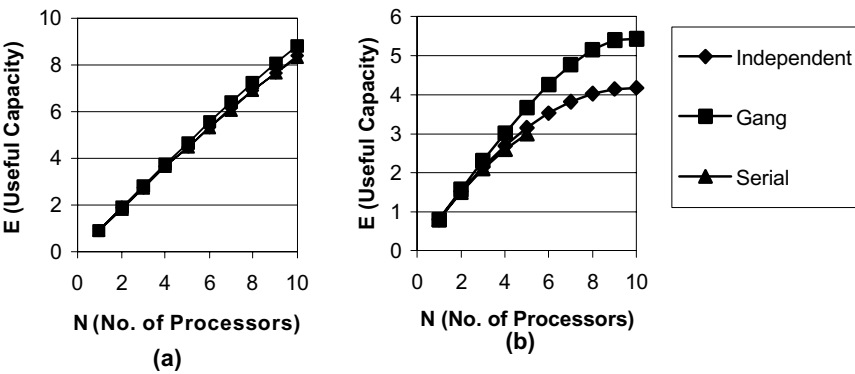 E (Useful Capacity)
10
8
6
4
2
0
0 2 4 6 8 10
N (No. of Processors)
(a)
E (Useful Capacity)
6
5
4
3
2
1
0
0 2 4 6 8 10
N (No. of Processors)
(b)
Independent
Gang
Serial